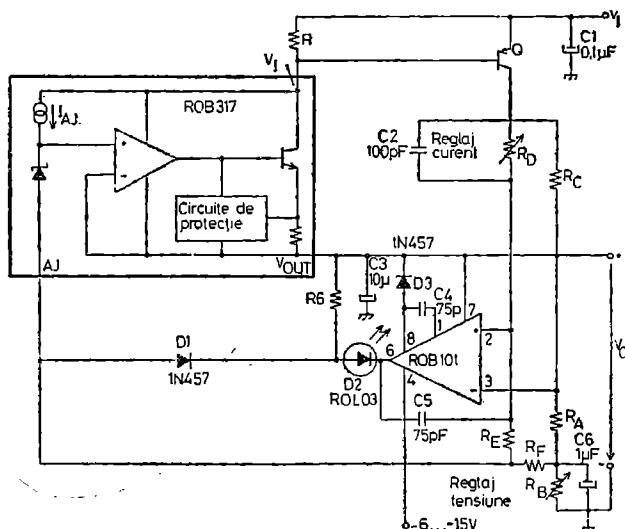 V_I
R
V_I
Q
C1
0,1µF
ROB317
I_AJ
+
-
C2
100pF
Reglaj
curent
R_D
R_C
Circuite de
protecție
AJ
V_OUT
1N457
+
C3
10µ
D3
C4
75p
R6
1
7
8
2
+
6
ROB101
4
3
-
V_O
D1
1N457
D2
ROL03
C5
75pF
R_A
R_E
R_F
C6
1µF
-
Reglaj
tensiune
R_B
-6...-15V